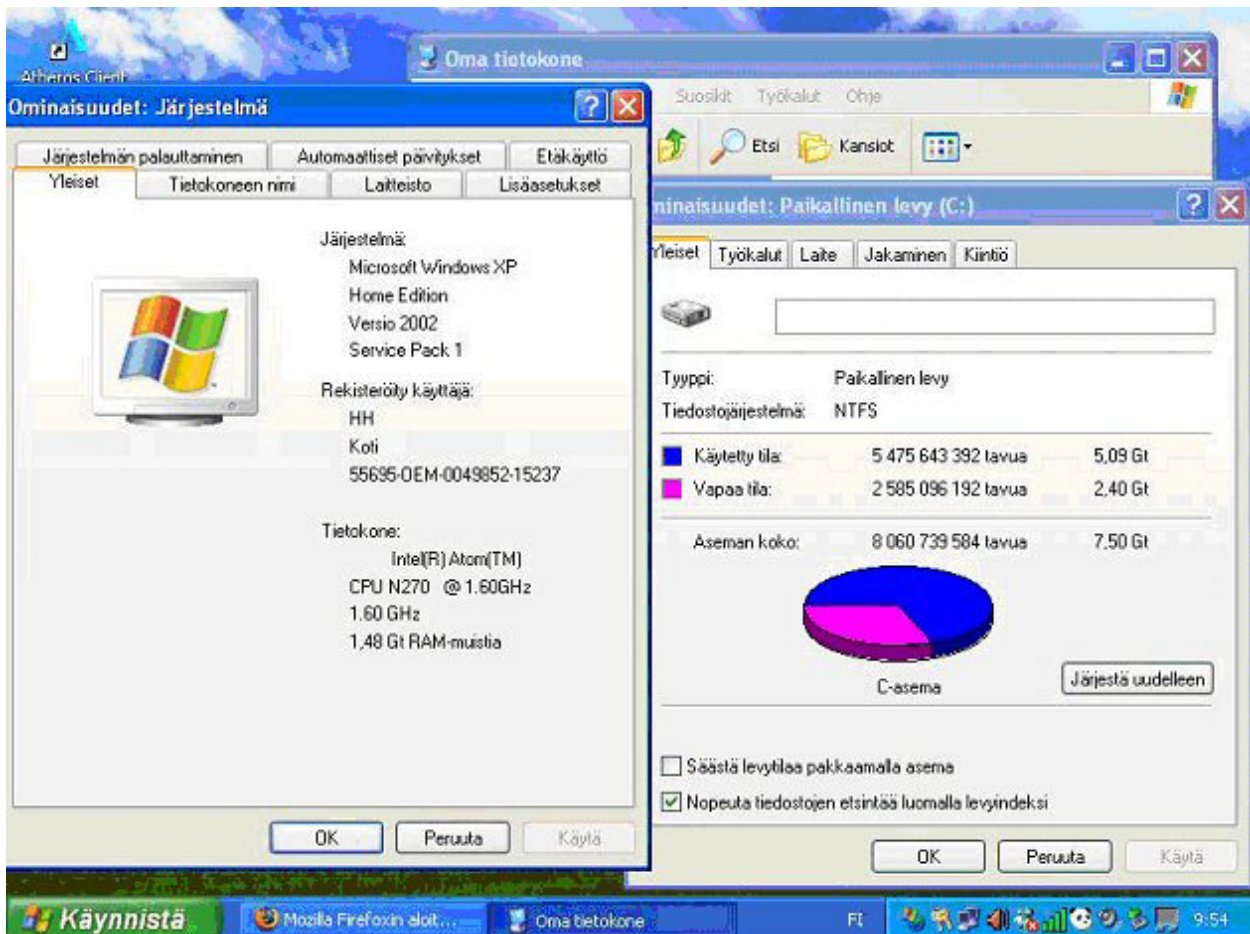 Atheros Client
Oma tietokone
Suosikit Työkalut Ohje
Etsi Kansiot
Ominaisuudet: Järjestelmä
Järjestelmän palauttaminen Automaattiset päivitykset Etäkäyttö
Yleiset Tietokoneen nimi Laitteisto Lisäasetukset
Järjestelmä:
Microsoft Windows XP
Home Edition
Versio 2002
Service Pack 1
Rekisteröity käyttäjä:
HH
Koti
55695-OEM-0049852-15237
Tietokone:
Intel(R) Atom(TM)
CPU N270 @ 1.60GHz
1.60 GHz
1,48 Gt RAM-muistia
OK Peruuta Käytä
minaisuudet: Paikallinen levy (C:)
Yleiset Työkalut Laite Jakaminen Kiintiö
Tyyppi: Paikallinen levy
Tiedostojärjestelmä: NTFS
Käytetty tila: 5 475 643 392 tavua 5,09 Gt
Vapaa tila: 2 585 096 192 tavua 2,40 Gt
Aseman koko: 8 060 739 584 tavua 7,50 Gt
C-asema
Järjestä uudelleen
Säästä levytilaa pakkaamalla asema
Nopeuta tiedostojen etsintää luomalla levyindeksi
OK Peruuta Käytä
Käynnistä Mozilla Firefoxin aloit... Oma tietokone FI 9:54